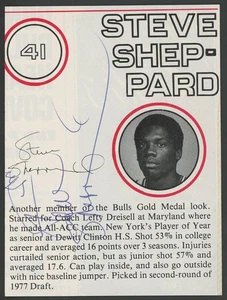 41
STEVE
SHEP-
PARD
Steve
Sheppard
Another member of the Bulls Gold Medal look.
Starred for Coach Lefty Dreisell at Maryland where
he made All-ACC team. New York's Player of Year
as senior at Dewitt Clinton H.S. Shot 53% in college
career and averaged 16 points over 3 seasons. Injuries
curtailed senior action, but as junior shot 57% and
averaged 17.6. Can play inside, and also go outside
with nice baseline jumper. Picked in second-round of
1977 Draft.